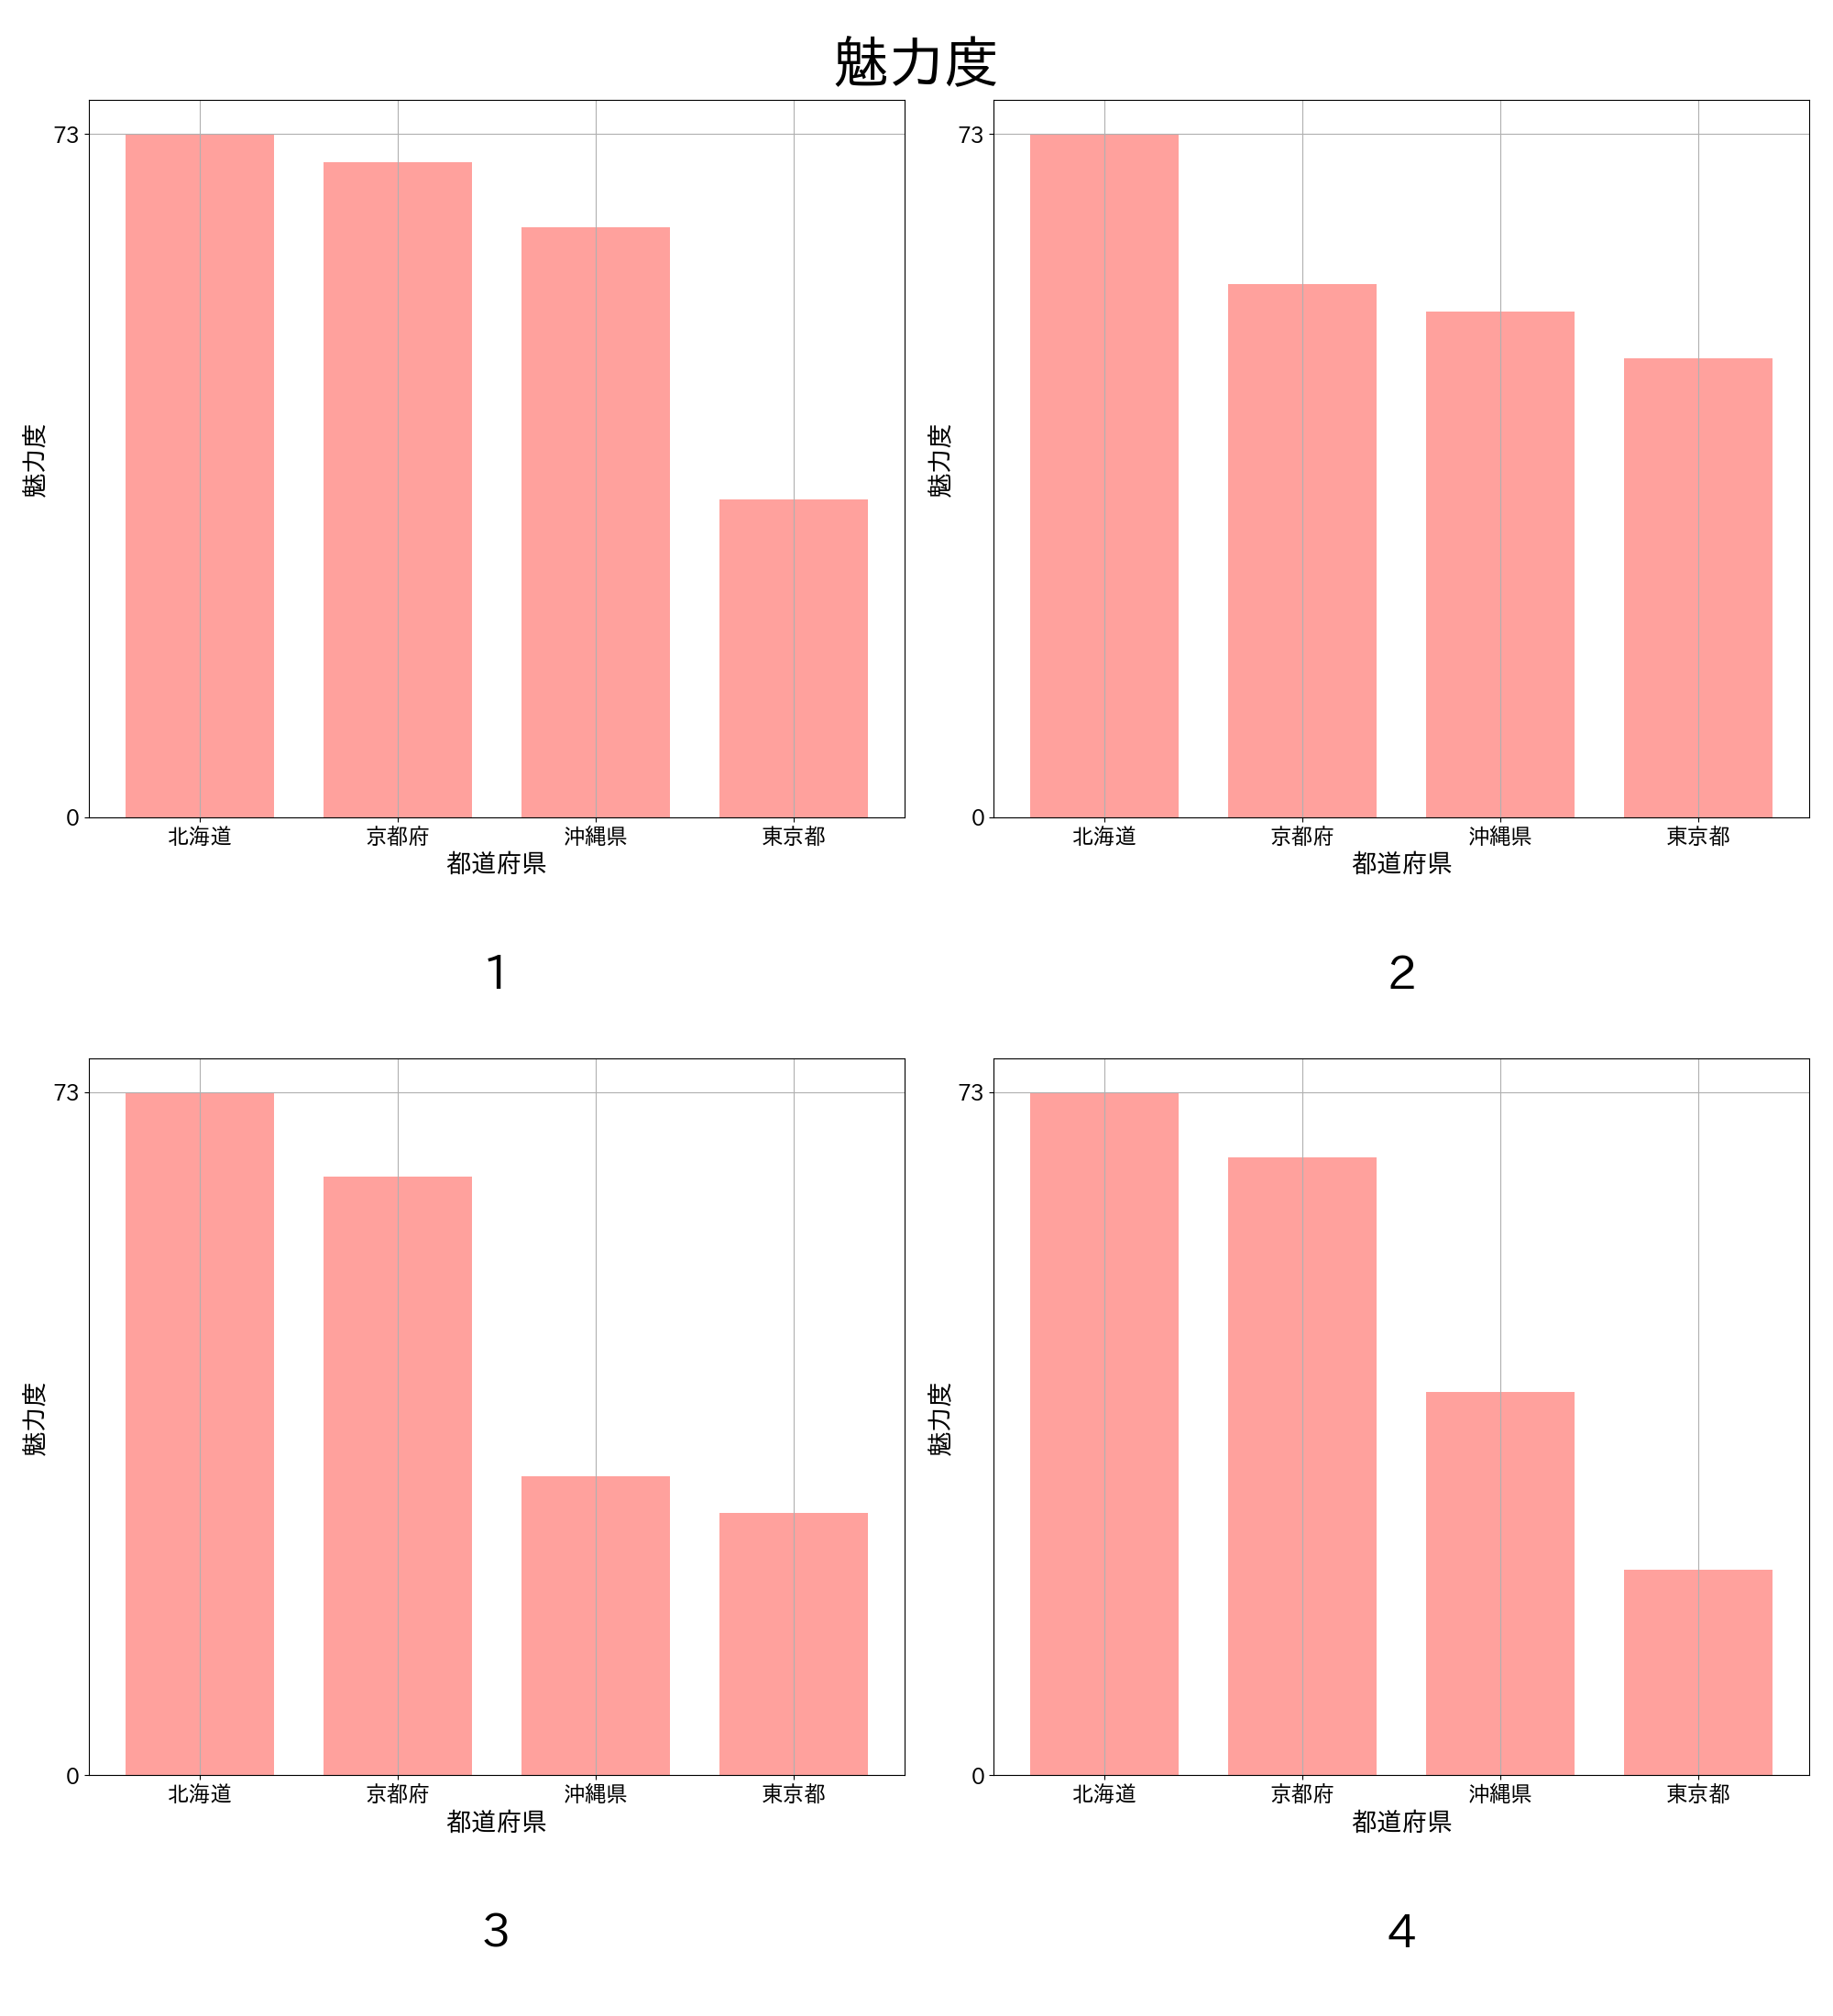 魅力度
73
0
魅力度
北海道 京都府 沖縄県 東京都
都道府県
1
73
0
魅力度
北海道 京都府 沖縄県 東京都
都道府県
2
73
0
魅力度
北海道 京都府 沖縄県 東京都
都道府県
3
73
0
魅力度
北海道 京都府 沖縄県 東京都
都道府県
4